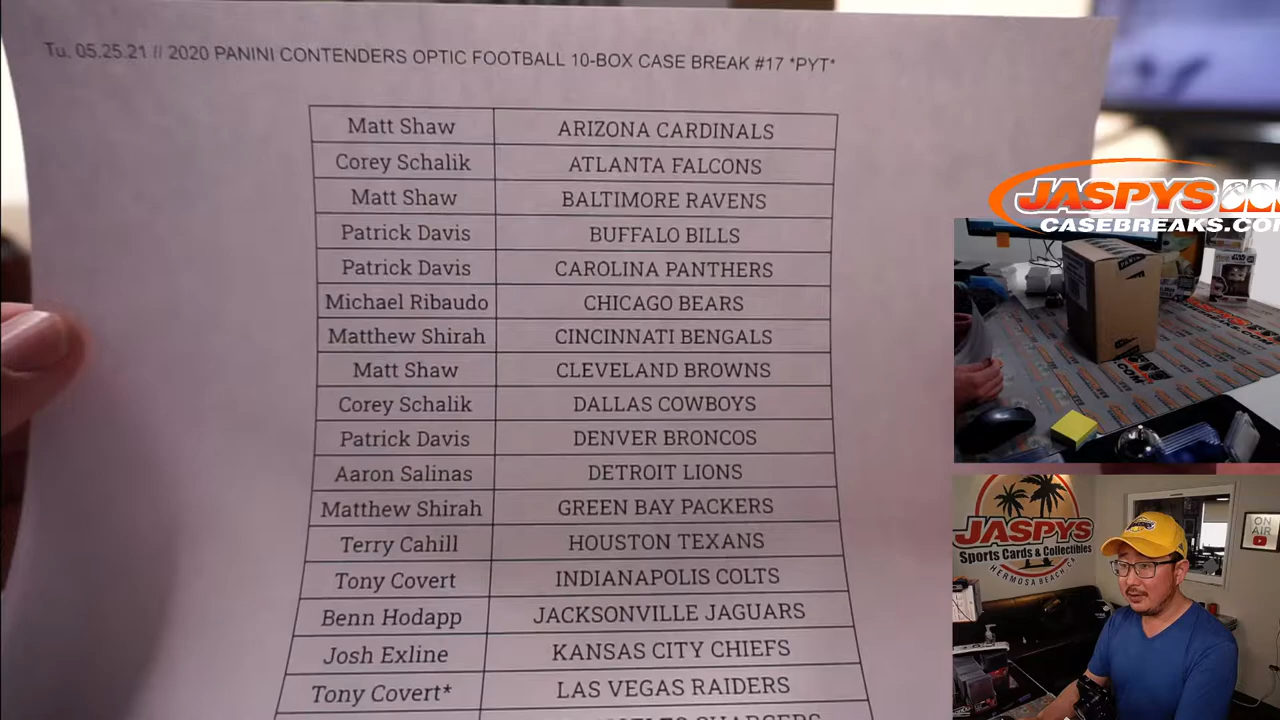 Tu. 05.25.21 // 2020 PANINI CONTENDERS OPTIC FOOTBALL 10-BOX CASE BREAK #17 *PYT*
Matt Shaw ARIZONA CARDINALS
Corey Schalik ATLANTA FALCONS
Matt Shaw BALTIMORE RAVENS
Patrick Davis BUFFALO BILLS
Patrick Davis CAROLINA PANTHERS
Michael Ribaudo CHICAGO BEARS
Matthew Shirah CINCINNATI BENGALS
Matt Shaw CLEVELAND BROWNS
Corey Schalik DALLAS COWBOYS
Patrick Davis DENVER BRONCOS
Aaron Salinas DETROIT LIONS
Matthew Shirah GREEN BAY PACKERS
Terry Cahill HOUSTON TEXANS
Tony Covert INDIANAPOLIS COLTS
Benn Hodapp JACKSONVILLE JAGUARS
Josh Exline KANSAS CITY CHIEFS
Tony Covert* LAS VEGAS RAIDERS
CHARGERS
JASPYS
CASEBREAKS.COM
JASPYS
Sports Cards & Collectibles
HERMOSA BEACH, CA
ON
AIR